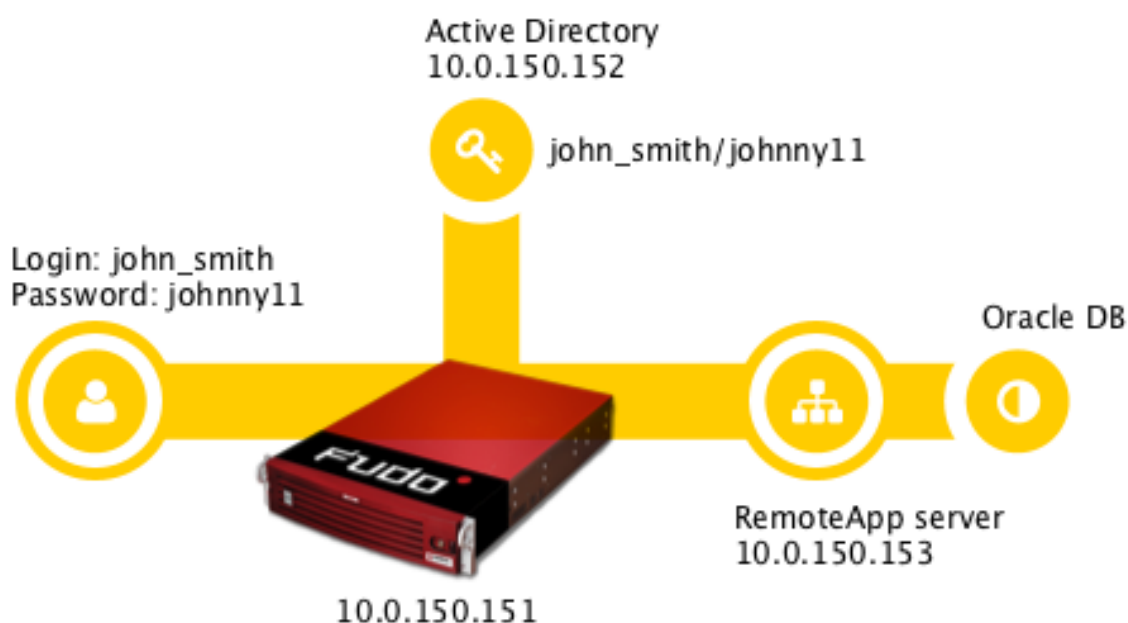 Active Directory
10.0.150.152
john_smith/johnny11
Login: john_smith
Password: johnny11
Oracle DB
FUDO
RemoteApp server
10.0.150.153
10.0.150.151